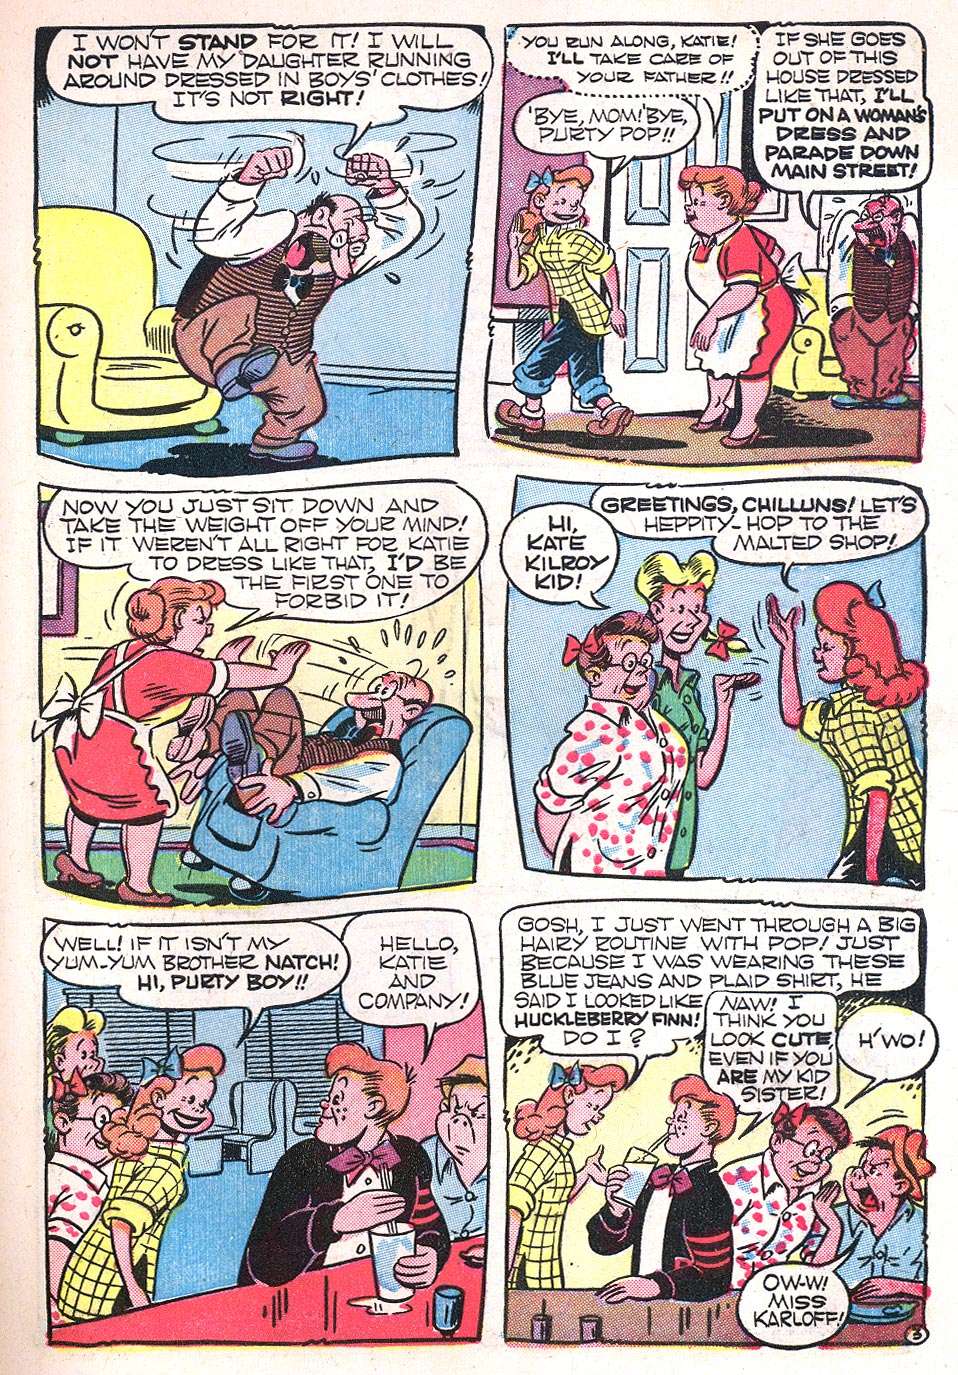 I WON'T STAND FOR IT! I WILL
NOT HAVE MY DAUGHTER RUNNING
AROUND DRESSED IN BOYS' CLOTHES!
IT'S NOT RIGHT!
YOU RUN ALONG, KATIE!
I'LL TAKE CARE OF
YOUR FATHER!!
'BYE, MOM! BYE,
PURTY POP!!
IF SHE GOES
OUT OF THIS
HOUSE DRESSED
LIKE THAT, I'LL
PUT ON A WOMAN'S
DRESS AND
PARADE DOWN
MAIN STREET!
NOW YOU JUST SIT DOWN AND
TAKE THE WEIGHT OFF YOUR MIND!
IF IT WEREN'T ALL RIGHT FOR KATIE
TO DRESS LIKE THAT, I'D BE
THE FIRST ONE TO
FORBID IT!
HI,
KATE
KILROY
KID!
GREETINGS, CHILLUNS! LET'S
HEPPITY-HOP TO THE
MALTED SHOP!
WELL! IF IT ISN'T MY
YUM-YUM BROTHER NATCH!
HI, PURTY BOY!!
HELLO,
KATIE
AND
COMPANY!
GOSH, I JUST WENT THROUGH A BIG
HAIRY ROUTINE WITH POP! JUST
BECAUSE I WAS WEARING THESE
BLUE JEANS AND PLAID SHIRT, HE
SAID I LOOKED LIKE
HUCKLEBERRY FINN!
DO I?
NAW! I
THINK YOU
LOOK CUTE,
EVEN IF YOU
ARE MY KID
SISTER!
H'WO!
OW-W!
MISS
KARLOFF!
3